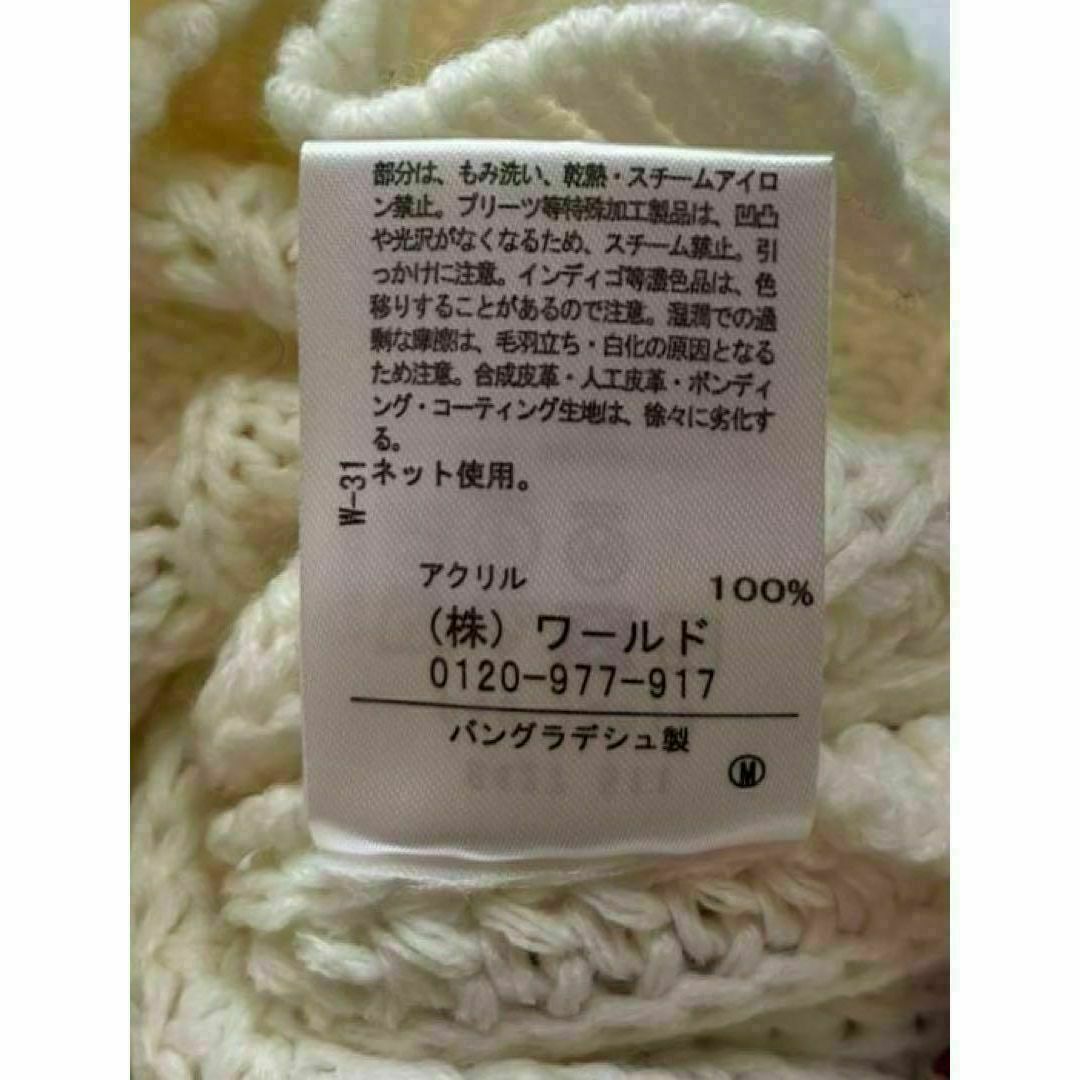 部分は、もみ洗い、乾熱・スチームアイロ
ン禁止。プリーツ等特殊加工製品は、凹凸
や光沢がなくなるため、スチーム禁止。引
っかけに注意。インディゴ等濃色品は、色
移りすることがあるので注意。湿潤での過
剰な摩擦は、毛羽立ち・白化の原因となる
ため注意。合成皮革・人工皮革・ボンディ
ング・コーティング生地は、徐々に劣化す
る。
ネット使用。
W-31
アクリル 100%
(株) ワールド
0120-977-917
バングラデシュ製
M